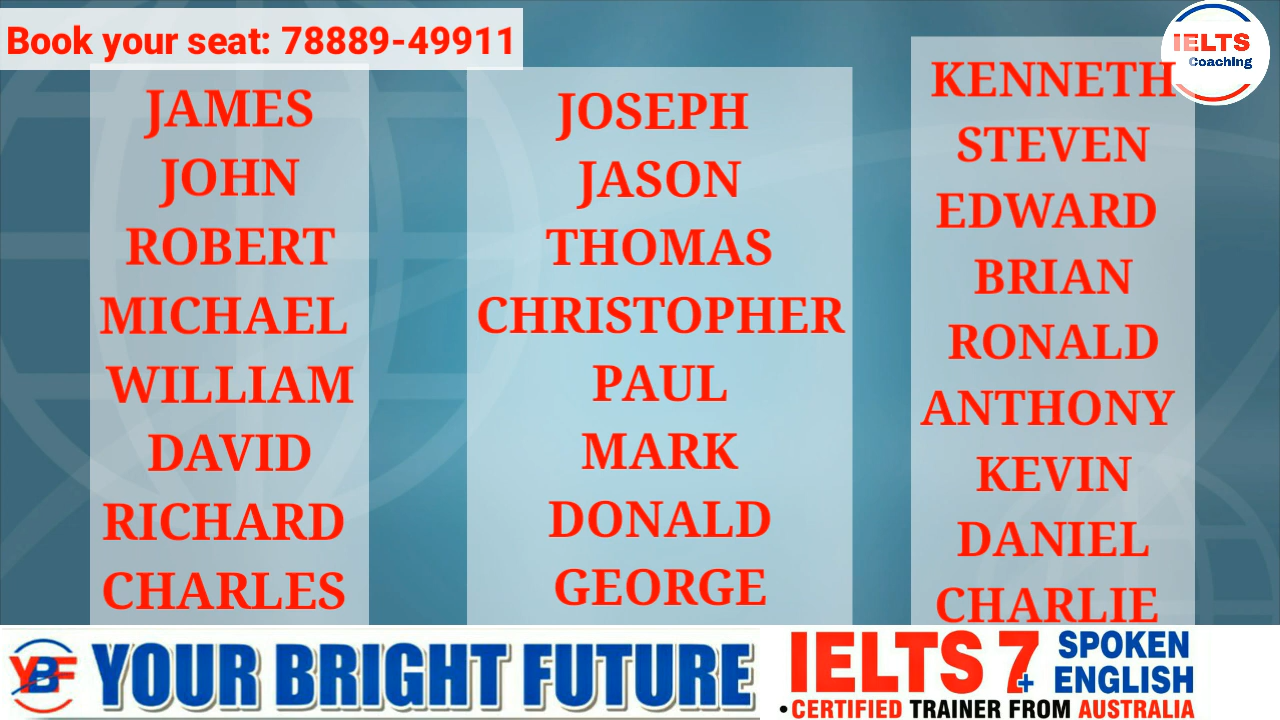 Book your seat: 78889-49911
IELTS
Coaching
JAMES
JOHN
ROBERT
MICHAEL
WILLIAM
DAVID
RICHARD
CHARLES
JOSEPH
JASON
THOMAS
CHRISTOPHER
PAUL
MARK
DONALD
GEORGE
KENNETH
STEVEN
EDWARD
BRIAN
RONALD
ANTHONY
KEVIN
DANIEL
CHARLIE
YBF YOUR BRIGHT FUTURE
IELTS 7+ SPOKEN ENGLISH
• CERTIFIED TRAINER FROM AUSTRALIA